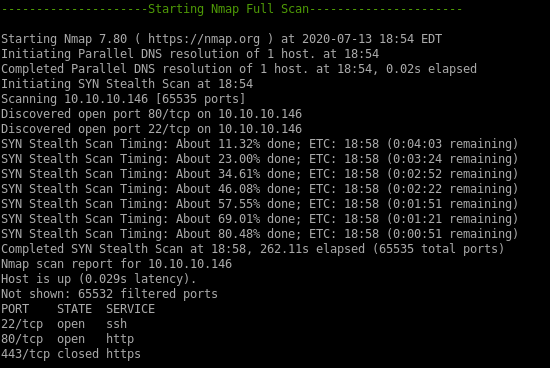 ---------------------Starting Nmap Full Scan----------------------
Starting Nmap 7.80 ( https://nmap.org ) at 2020-07-13 18:54 EDT
Initiating Parallel DNS resolution of 1 host. at 18:54
Completed Parallel DNS resolution of 1 host. at 18:54, 0.02s elapsed
Initiating SYN Stealth Scan at 18:54
Scanning 10.10.10.146 [65535 ports]
Discovered open port 80/tcp on 10.10.10.146
Discovered open port 22/tcp on 10.10.10.146
SYN Stealth Scan Timing: About 11.32% done; ETC: 18:58 (0:04:03 remaining)
SYN Stealth Scan Timing: About 23.00% done; ETC: 18:58 (0:03:24 remaining)
SYN Stealth Scan Timing: About 34.61% done; ETC: 18:58 (0:02:52 remaining)
SYN Stealth Scan Timing: About 46.08% done; ETC: 18:58 (0:02:22 remaining)
SYN Stealth Scan Timing: About 57.55% done; ETC: 18:58 (0:01:51 remaining)
SYN Stealth Scan Timing: About 69.01% done; ETC: 18:58 (0:01:21 remaining)
SYN Stealth Scan Timing: About 80.48% done; ETC: 18:58 (0:00:51 remaining)
Completed SYN Stealth Scan at 18:58, 262.11s elapsed (65535 total ports)
Nmap scan report for 10.10.10.146
Host is up (0.029s latency).
Not shown: 65532 filtered ports
PORT    STATE  SERVICE
22/tcp  open   ssh
80/tcp  open   http
443/tcp closed https